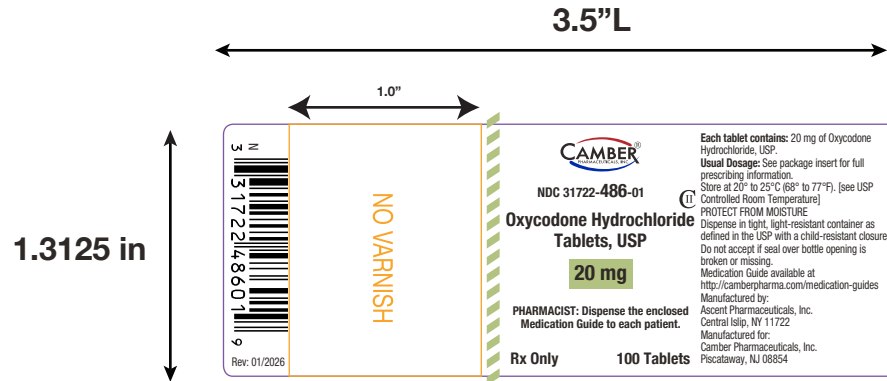 3.5”L
1.0”
1.3125 in
N
3 31722 48601 9
Rev: 01/2026
NO VARNISH
CAMBER®
PHARMACEUTICALS, INC
NDC 31722-486-01
CII
Oxycodone Hydrochloride
Tablets, USP
20 mg
PHARMACIST: Dispense the enclosed
Medication Guide to each patient.
Rx Only 100 Tablets
Each tablet contains: 20 mg of Oxycodone
Hydrochloride, USP.
Usual Dosage: See package insert for full
prescribing information.
Store at 20° to 25°C (68° to 77°F). [see USP
Controlled Room Temperature]
PROTECT FROM MOISTURE
Dispense in tight, light-resistant container as
defined in the USP with a child-resistant closure
Do not accept if seal over bottle opening is
broken or missing.
Medication Guide available at
http://camberpharma.com/medication-guides
Manufactured by:
Ascent Pharmaceuticals, Inc.
Central Islip, NY 11722
Manufactured for:
Camber Pharmaceuticals, Inc.
Piscataway, NJ 08854